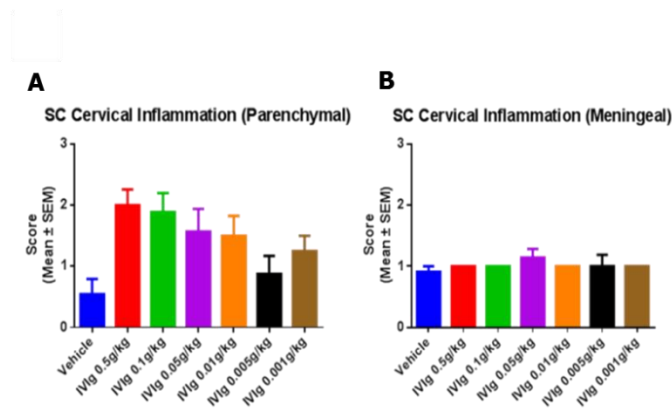 A
SC Cervical Inflammation (Parenchymal)
Score
(Mean ± SEM)
3
2
1
0
Vehicle
IVIg 0.5g/kg
IVIg 0.1g/kg
IVIg 0.05g/kg
IVIg 0.01g/kg
IVIg 0.005g/kg
IVIg 0.001g/kg
B
SC Cervical Inflammation (Meningeal)
Score
(Mean ± SEM)
3
2
1
0
Vehicle
IVIg 0.5g/kg
IVIg 0.1g/kg
IVIg 0.05g/kg
IVIg 0.01g/kg
IVIg 0.005g/kg
IVIg 0.001g/kg